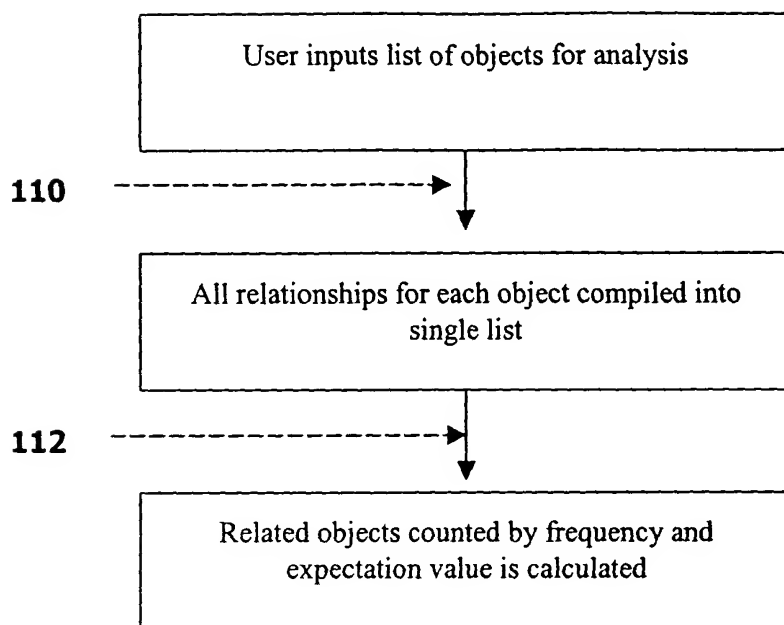 User inputs list of objects for analysis
110
All relationships for each object compiled into
single list
112
Related objects counted by frequency and
expectation value is calculated